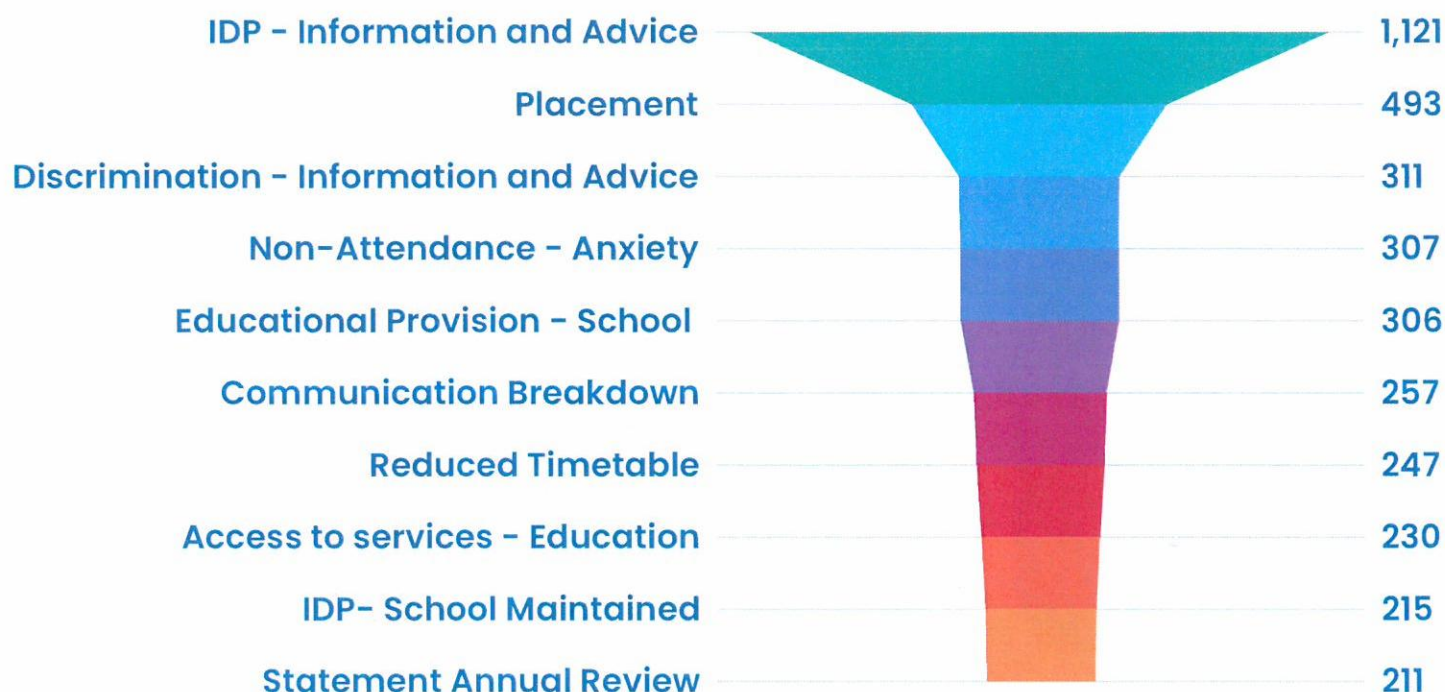 IDP - Information and Advice 1,121
Placement 493
Discrimination - Information and Advice 311
Non-Attendance - Anxiety 307
Educational Provision - School 306
Communication Breakdown 257
Reduced Timetable 247
Access to services - Education 230
IDP- School Maintained 215
Statement Annual Review 211